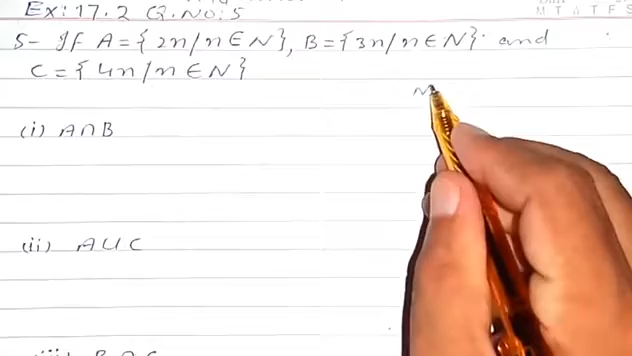 Ex: 17.2 Q.No: 5
M T & T F S
5- If A = { 2n / n ∈ N }, B = { 3n / n ∈ N } and
C = { 4n / n ∈ N }
N
(i) A ∩ B
(ii) A ∪ C